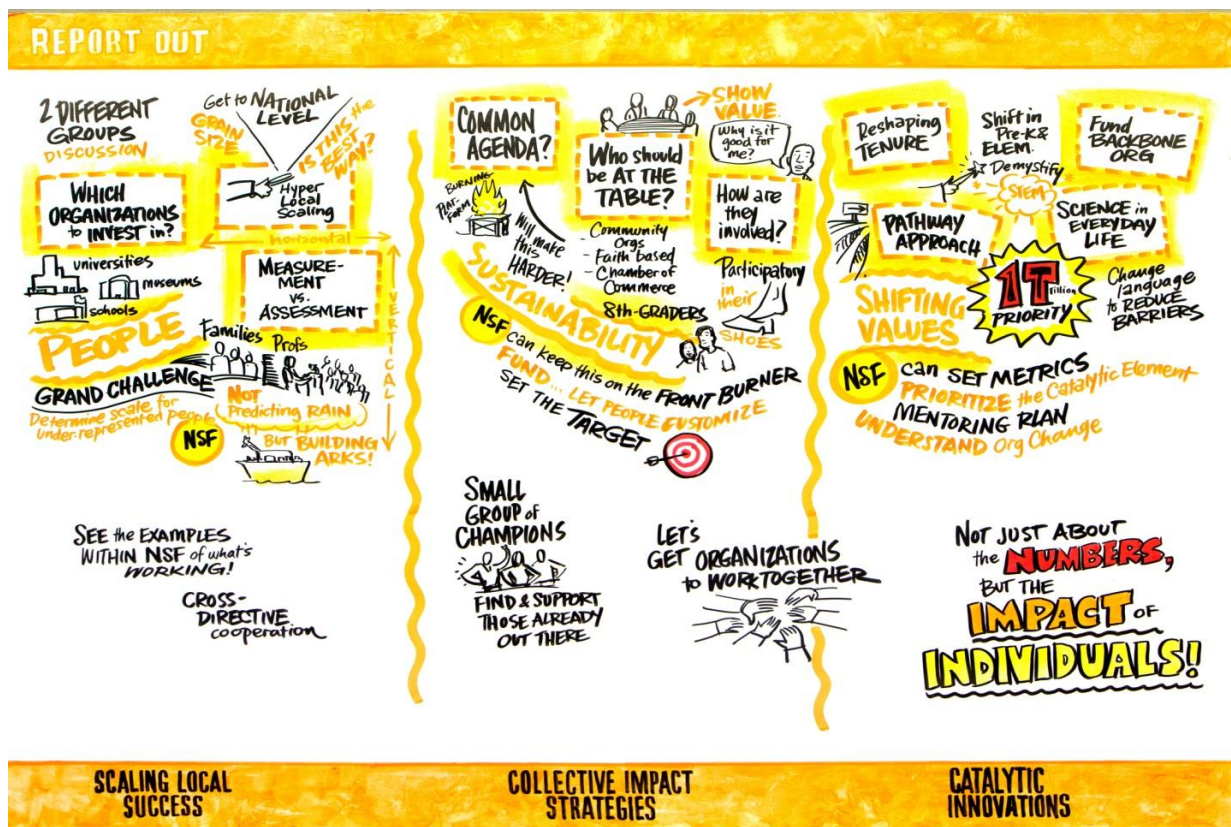 REPORT OUT
2 DIFFERENT
GROUPS
DISCUSSION
Get to NATIONAL
LEVEL
GRAIN
SIZE
IS THIS the
BEST
WAY?
WHICH
ORGANIZATIONS
to INVEST in?
Hyper
Local
Scaling
horizontal
VERTICAL
universities
museums
schools
MEASURE-
MENT
vs.
ASSESSMENT
PEOPLE
Families
Profs
GRAND CHALLENGE
Determine scale for
under-represented people
NSF
NOT
Predicting RAIN
BUT BUILDING
ARKS!
SEE the EXAMPLES
WITHIN NSF of what's
WORKING!
CROSS-
DIRECTIVE
cooperation
SCALING LOCAL
SUCCESS
COMMON
AGENDA?
Who should
be AT THE
TABLE?
SHOW
VALUE
Why is it
good for
me?
BURNING
PLAT-
FORM
Will make
this
HARDER!
Community
Orgs
- Faith based
- Chamber of
Commerce
How are
they
involved?
Participatory
in their
SHOES
8th-GRADERS
SUSTAINABILITY
NSF can keep this on the FRONT BURNER
FUND... LET PEOPLE CUSTOMIZE
SET THE TARGET
SMALL
GROUP of
CHAMPIONS
FIND & SUPPORT
THOSE ALREADY
OUT THERE
LET'S
GET ORGANIZATIONS
to WORK TOGETHER
COLLECTIVE IMPACT
STRATEGIES
Reshaping
TENURE
Shift in
Pre-K &
ELEM.
Fund
BACKBONE
ORG
Demystify
STEM
PATHWAY
APPROACH
SCIENCE in
EVERYDAY
LIFE
SHIFTING
VALUES
1T
rillion
PRIORITY
Change
language
to REDUCE
BARRIERS
NSF can SET METRICS
PRIORITIZE the Catalytic Element
MENTORING PLAN
UNDERSTAND Org Change
NOT JUST ABOUT
the NUMBERS,
BUT THE
IMPACT OF
INDIVIDUALS!
CATALYTIC
INNOVATIONS